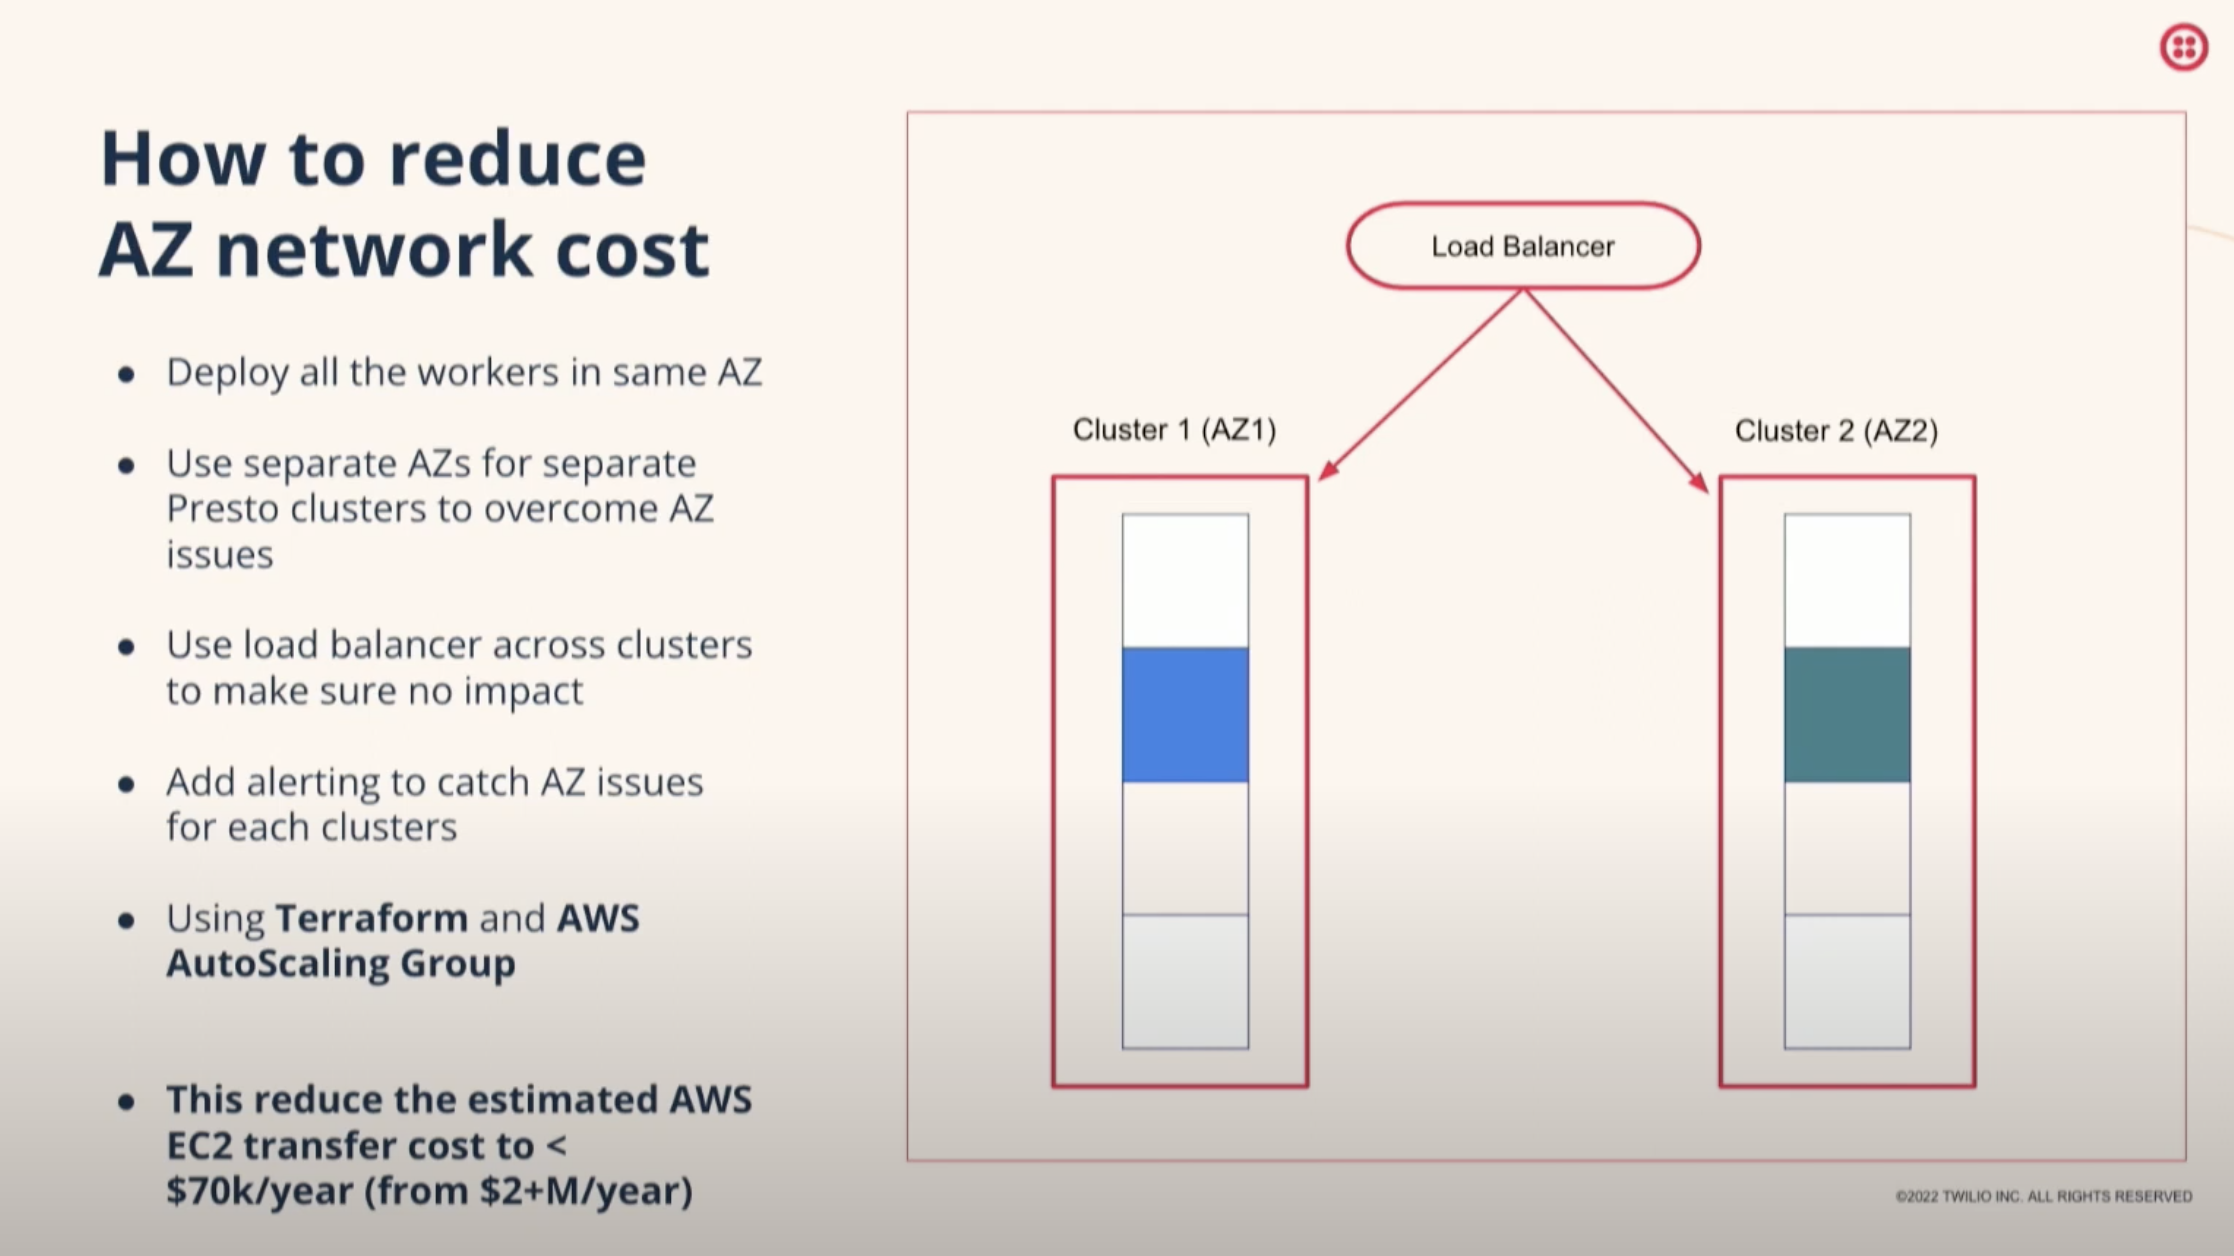 How to reduce
AZ network cost
● Deploy all the workers in same AZ
● Use separate AZs for separate
Presto clusters to overcome AZ
issues
● Use load balancer across clusters
to make sure no impact
● Add alerting to catch AZ issues
for each clusters
● Using Terraform and AWS
AutoScaling Group
● This reduce the estimated AWS
EC2 transfer cost to <
$70k/year (from $2+M/year)
Load Balancer
Cluster 1 (AZ1)
Cluster 2 (AZ2)
©2022 TWILIO INC. ALL RIGHTS RESERVED